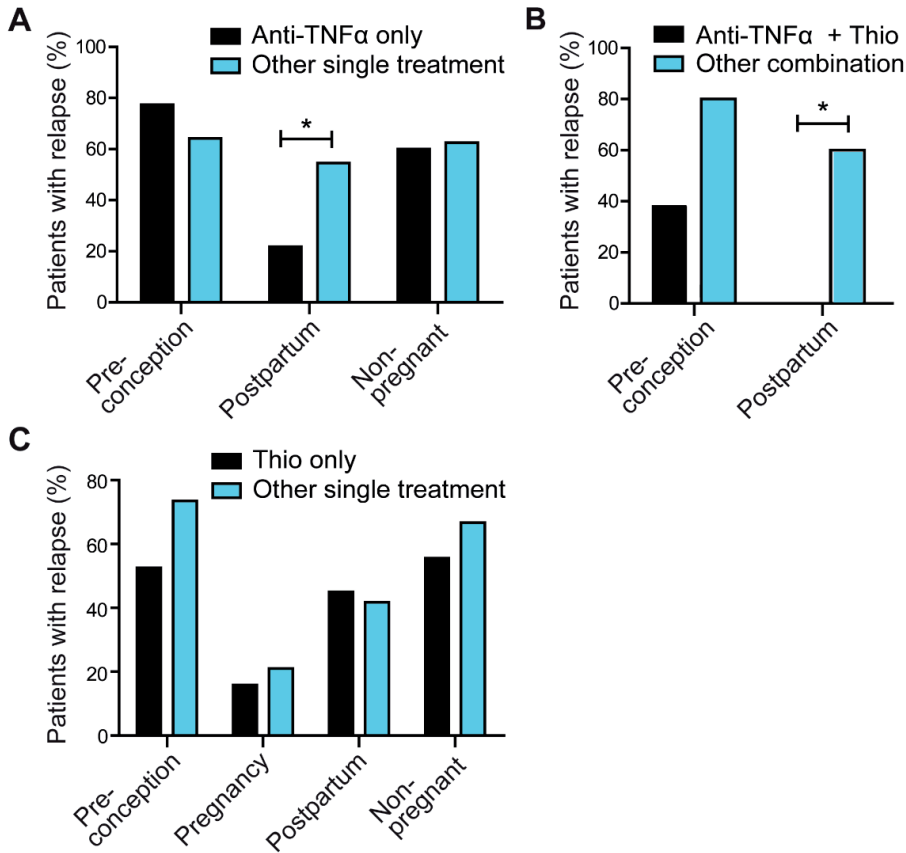 A
Anti-TNFα only
Other single treatment
Patients with relapse (%)
100
80
60
40
20
0
*
Pre-
conception
Postpartum
Non-
pregnant
B
Anti-TNFα + Thio
Other combination
Patients with relapse (%)
100
80
60
40
20
0
*
Pre-
conception
Postpartum
C
Thio only
Other single treatment
Patients with relapse (%)
80
60
40
20
0
Pre-
conception
Pregnancy
Postpartum
Non-
pregnant